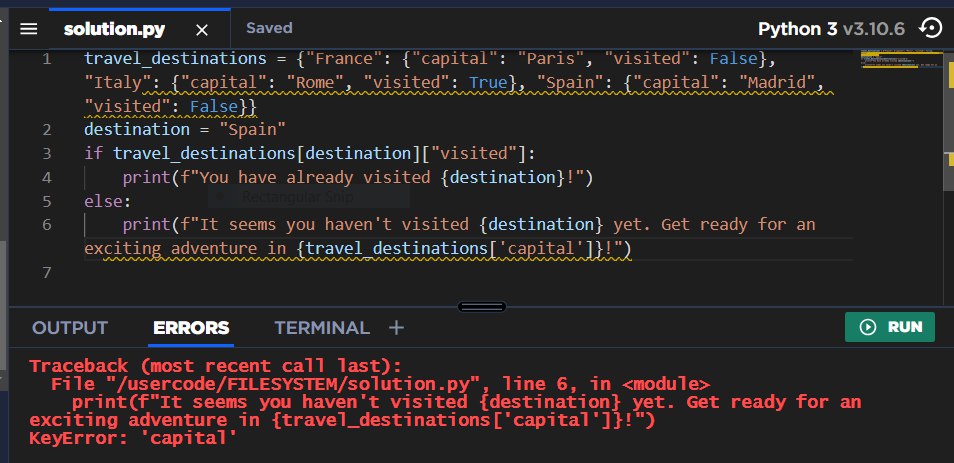 solution.py × Saved Python 3 v3.10.6
1 travel_destinations = {"France": {"capital": "Paris", "visited": False},
"Italy": {"capital": "Rome", "visited": True}, "Spain": {"capital": "Madrid",
"visited": False}}
2 destination = "Spain"
3 if travel_destinations[destination]["visited"]:
4 print(f"You have already visited {destination}!")
Rectangular Snip
5 else:
6 print(f"It seems you haven't visited {destination} yet. Get ready for an
exciting adventure in {travel_destinations['capital']}!")
7
OUTPUT ERRORS TERMINAL + RUN
Traceback (most recent call last):
File "/usercode/FILESYSTEM/solution.py", line 6, in <module>
print(f"It seems you haven't visited {destination} yet. Get ready for an
exciting adventure in {travel_destinations['capital']}!")
KeyError: 'capital'